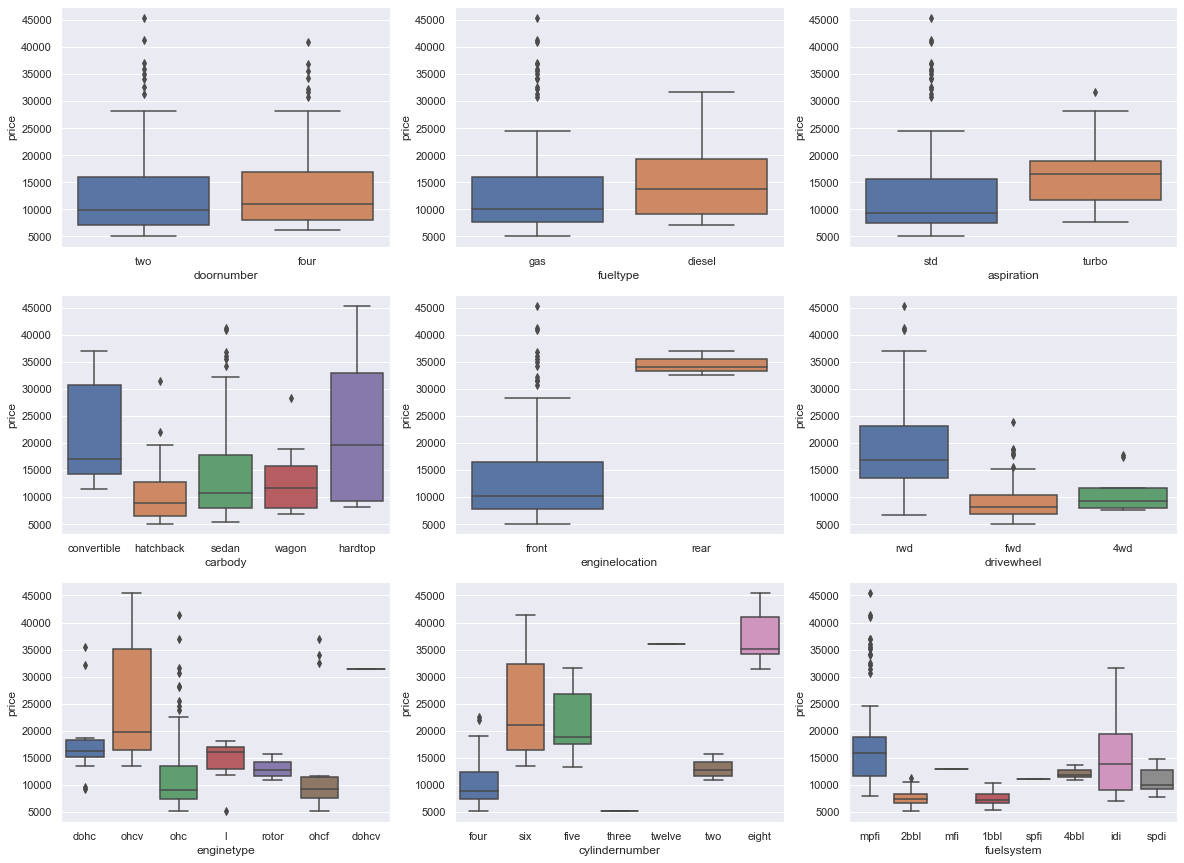 45000
40000
35000
30000
25000
20000
15000
10000
5000
price
two
four
doornumber
45000
40000
35000
30000
25000
20000
15000
10000
5000
price
gas
diesel
fueltype
45000
40000
35000
30000
25000
20000
15000
10000
5000
price
std
turbo
aspiration
45000
40000
35000
30000
25000
20000
15000
10000
5000
price
convertible
hatchback
sedan
wagon
hardtop
carbody
45000
40000
35000
30000
25000
20000
15000
10000
5000
price
front
rear
enginelocation
45000
40000
35000
30000
25000
20000
15000
10000
5000
price
rwd
fwd
4wd
drivewheel
45000
40000
35000
30000
25000
20000
15000
10000
5000
price
dohc
ohcv
ohc
l
rotor
ohcf
dohcv
enginetype
45000
40000
35000
30000
25000
20000
15000
10000
5000
price
four
six
five
three
twelve
two
eight
cylindernumber
45000
40000
35000
30000
25000
20000
15000
10000
5000
price
mpfi
2bbl
mfi
1bbl
spfi
4bbl
idi
spdi
fuelsystem